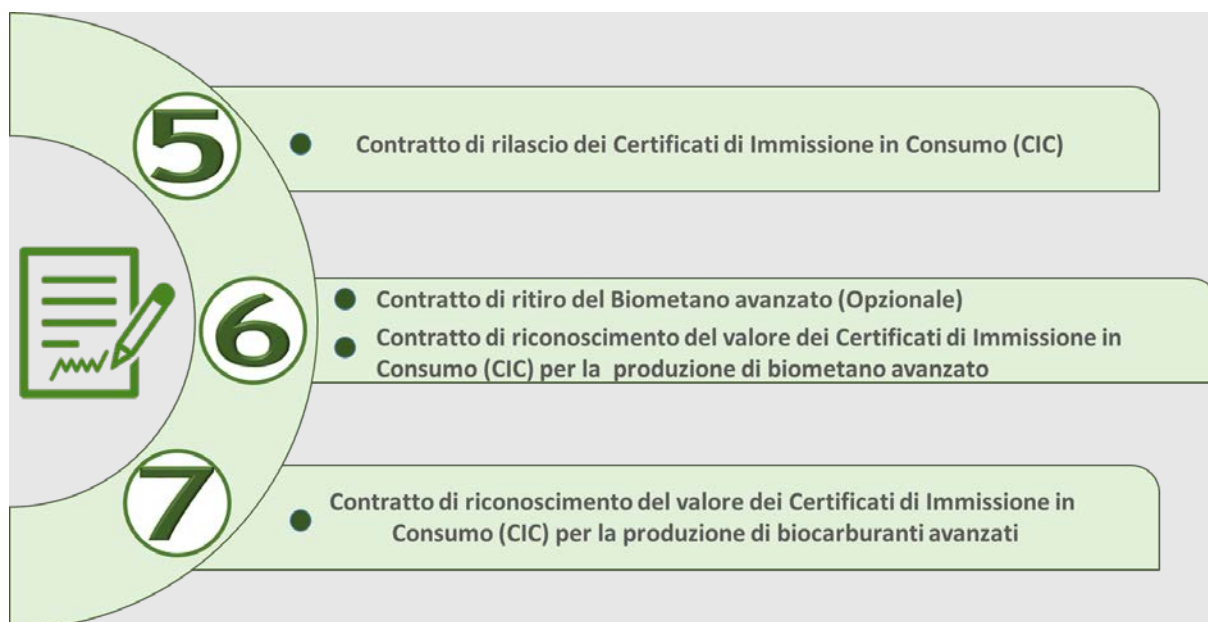 5
Contratto di rilascio dei Certificati di Immissione in Consumo (CIC)
6
Contratto di ritiro del Biometano avanzato (Opzionale)
Contratto di riconoscimento del valore dei Certificati di Immissione in
Consumo (CIC) per la produzione di biometano avanzato
7
Contratto di riconoscimento del valore dei Certificati di Immissione in
Consumo (CIC) per la produzione di biocarburanti avanzati